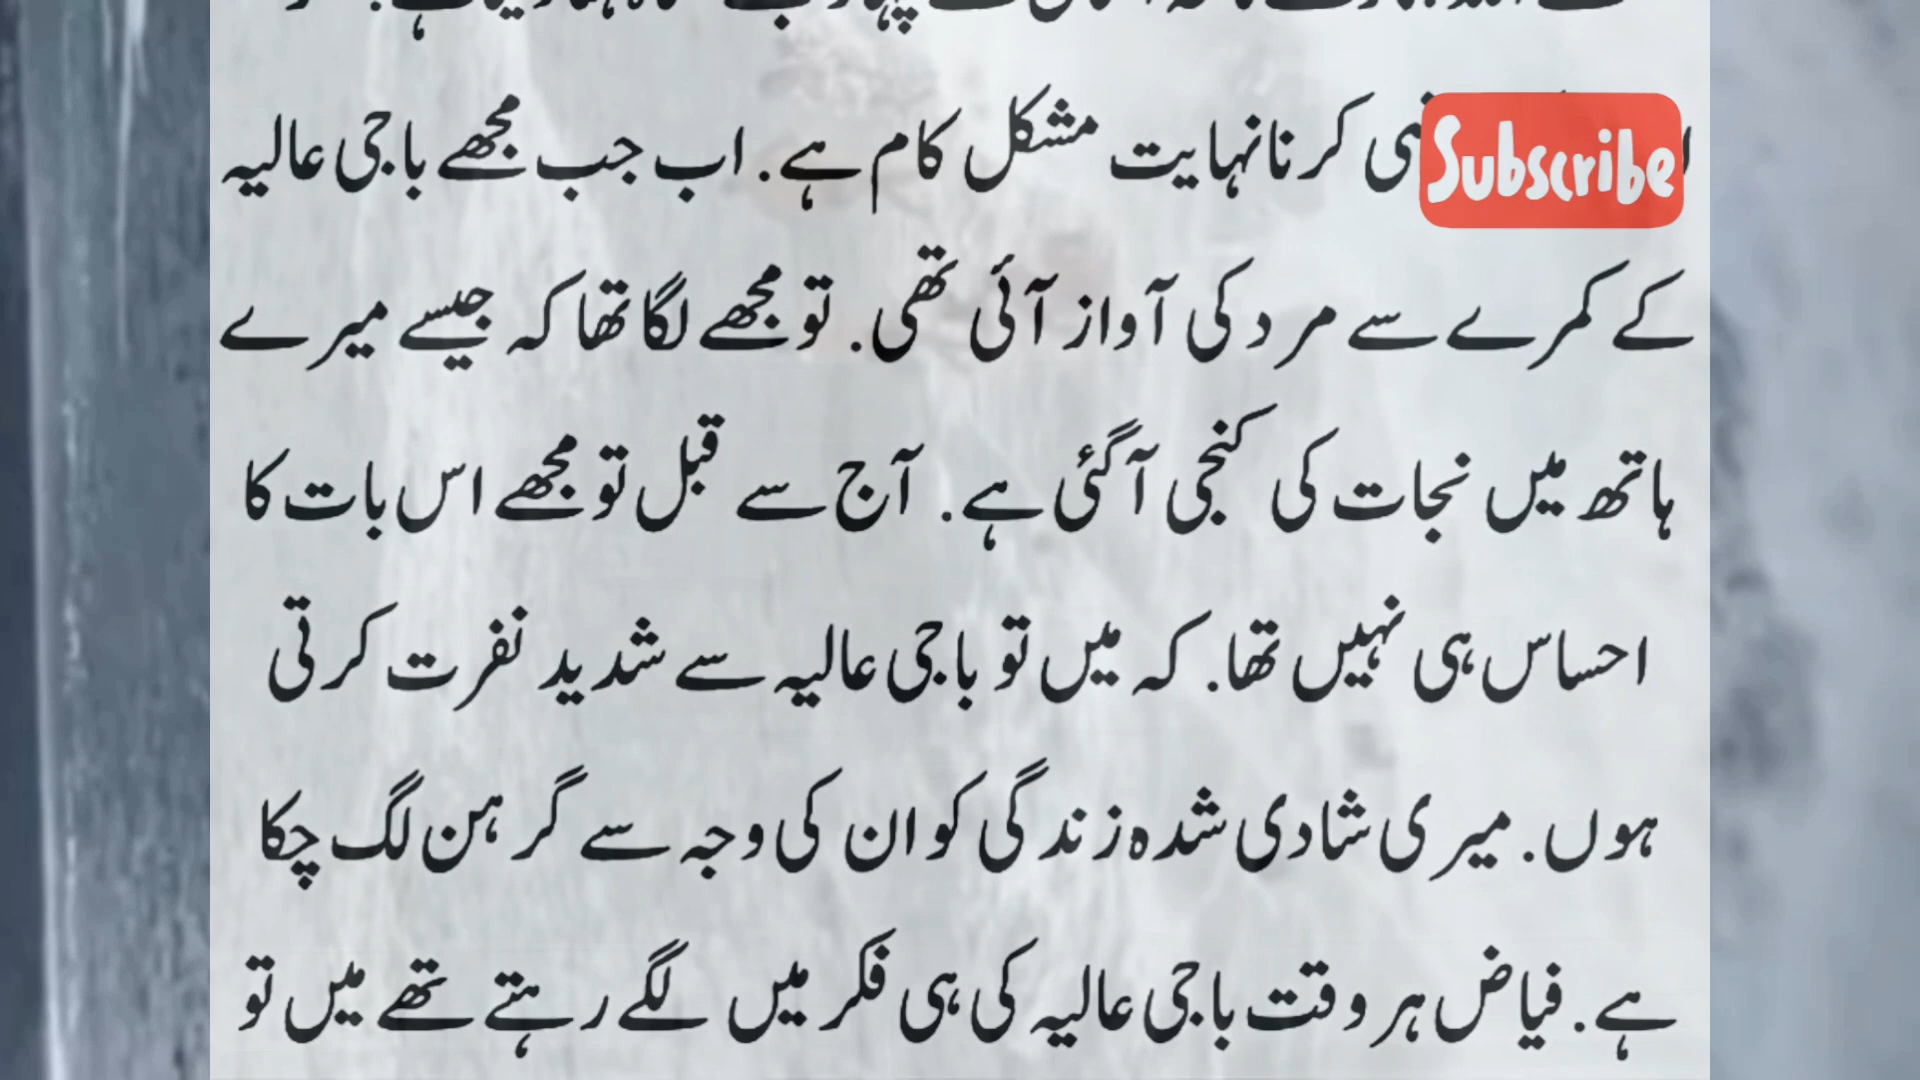 کرنا نہایت مشکل کام ہے. اب جب مجھے باجی عالیہ
Subscribe
کے کمرے سے مرد کی آواز آئی تھی. تو مجھے لگا تھا کہ جیسے میرے
ہاتھ میں نجات کی کنجی آگئی ہے. آج سے قبل تو مجھے اس بات کا
احساس ہی نہیں تھا. کہ میں تو باجی عالیہ سے شدید نفرت کرتی
ہوں. میری شادی شدہ زندگی کو ان کی وجہ سے گرہن لگ چکا
ہے. فیاض ہر وقت باجی عالیہ کی ہی فکر میں لگے رہتے تھے میں تو